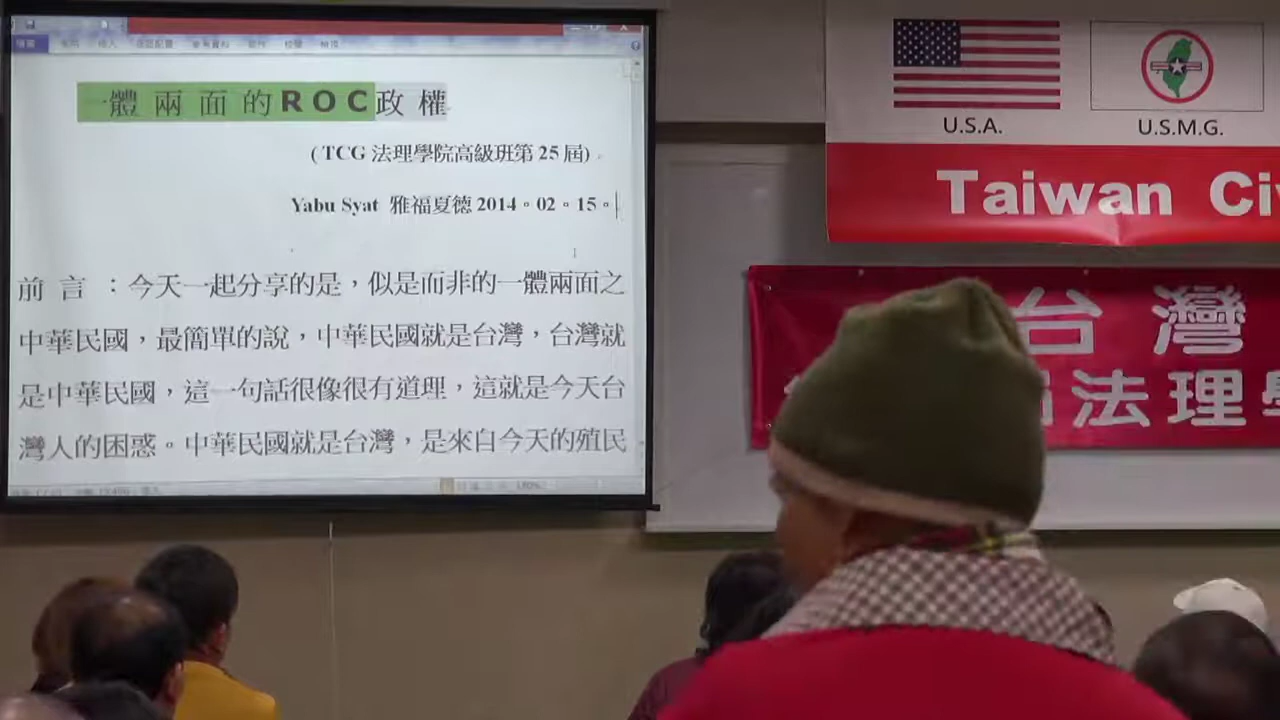 一體兩面的ROC政權
(TCG 法理學院高級班第 25 屆)
Yabu Syat 雅福夏德 2014。02。15。
前言：今天一起分享的是，似是而非的一體兩面之
中華民國，最簡單的說，中華民國就是台灣，台灣就
是中華民國，這一句話很像很有道理，這就是今天台
灣人的困惑。中華民國就是台灣，是來自今天的殖民
U.S.A.
U.S.M.G.
Taiwan Ci
台灣
法理學